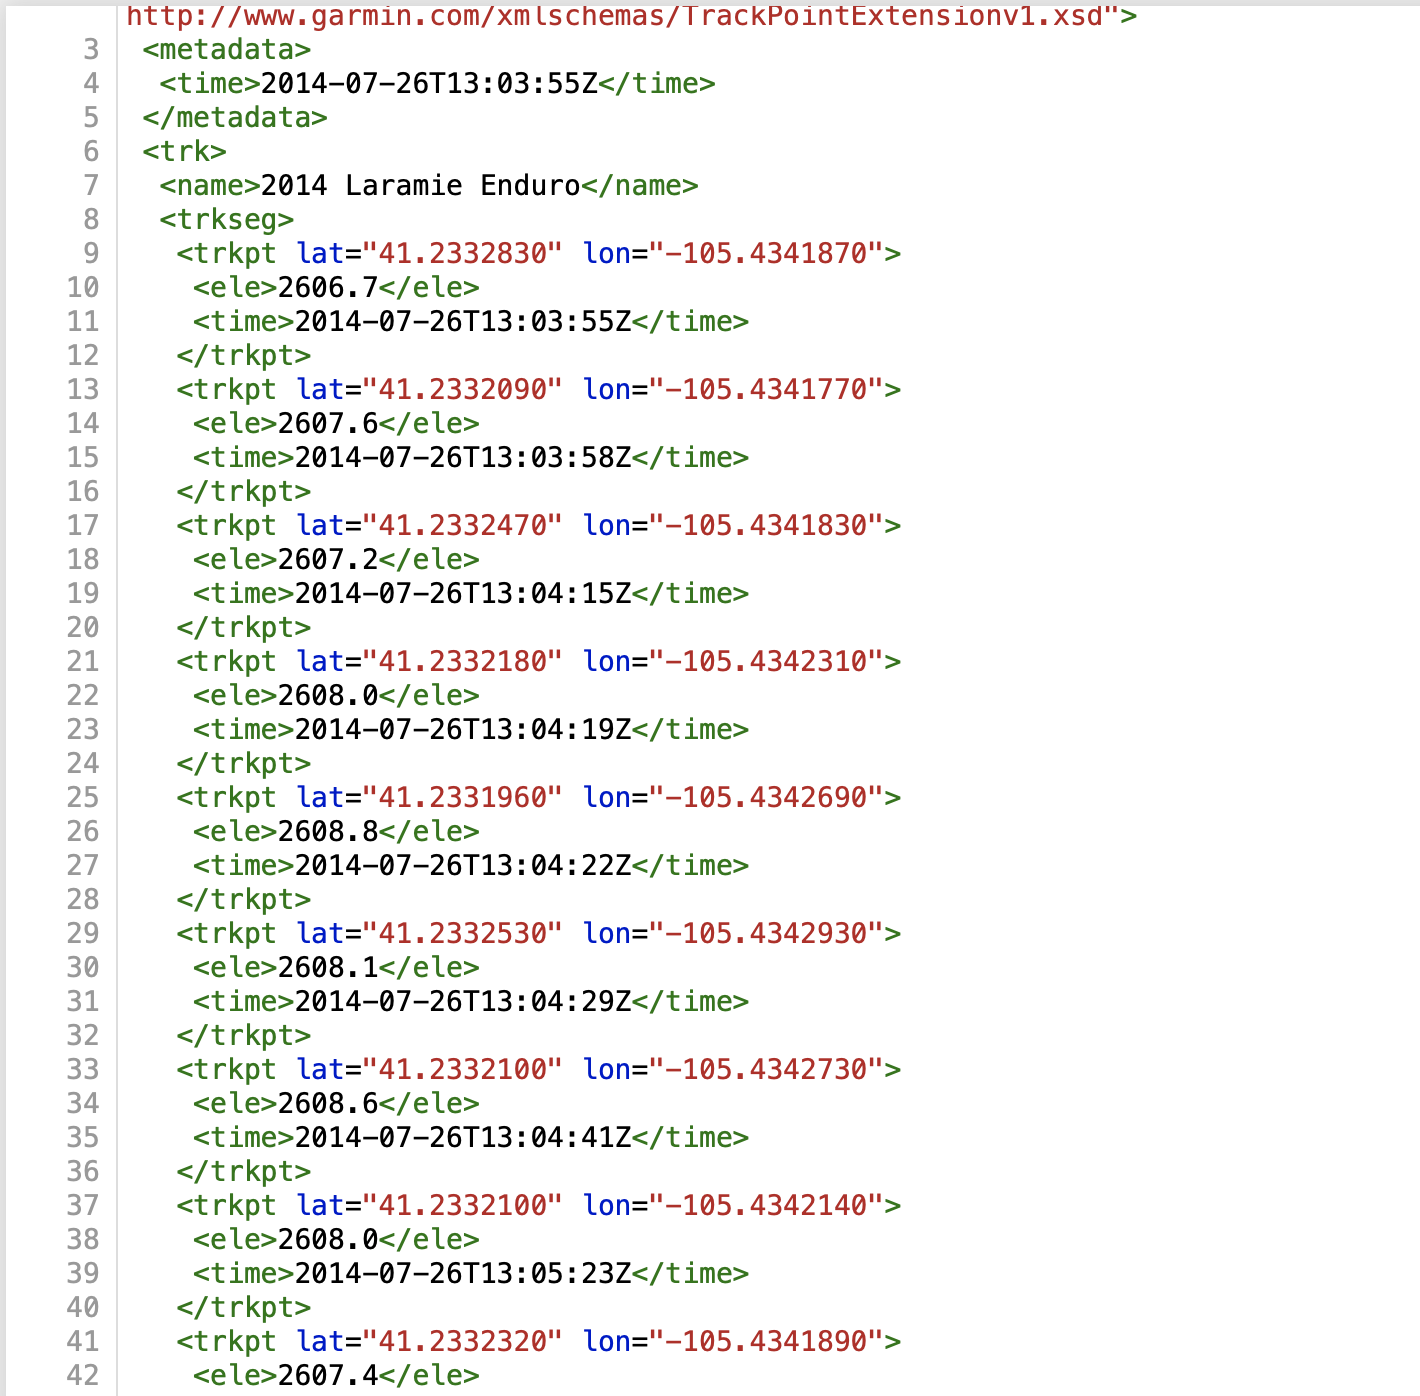 http://www.garmin.com/xmlschemas/TrackPointExtensionv1.xsd">
3 <metadata>
4 <time>2014-07-26T13:03:55Z</time>
5 </metadata>
6 <trk>
7 <name>2014 Laramie Enduro</name>
8 <trkseg>
9 <trkpt lat="41.2332830" lon="-105.4341870">
10 <ele>2606.7</ele>
11 <time>2014-07-26T13:03:55Z</time>
12 </trkpt>
13 <trkpt lat="41.2332090" lon="-105.4341770">
14 <ele>2607.6</ele>
15 <time>2014-07-26T13:03:58Z</time>
16 </trkpt>
17 <trkpt lat="41.2332470" lon="-105.4341830">
18 <ele>2607.2</ele>
19 <time>2014-07-26T13:04:15Z</time>
20 </trkpt>
21 <trkpt lat="41.2332180" lon="-105.4342310">
22 <ele>2608.0</ele>
23 <time>2014-07-26T13:04:19Z</time>
24 </trkpt>
25 <trkpt lat="41.2331960" lon="-105.4342690">
26 <ele>2608.8</ele>
27 <time>2014-07-26T13:04:22Z</time>
28 </trkpt>
29 <trkpt lat="41.2332530" lon="-105.4342930">
30 <ele>2608.1</ele>
31 <time>2014-07-26T13:04:29Z</time>
32 </trkpt>
33 <trkpt lat="41.2332100" lon="-105.4342730">
34 <ele>2608.6</ele>
35 <time>2014-07-26T13:04:41Z</time>
36 </trkpt>
37 <trkpt lat="41.2332100" lon="-105.4342140">
38 <ele>2608.0</ele>
39 <time>2014-07-26T13:05:23Z</time>
40 </trkpt>
41 <trkpt lat="41.2332320" lon="-105.4341890">
42 <ele>2607.4</ele>